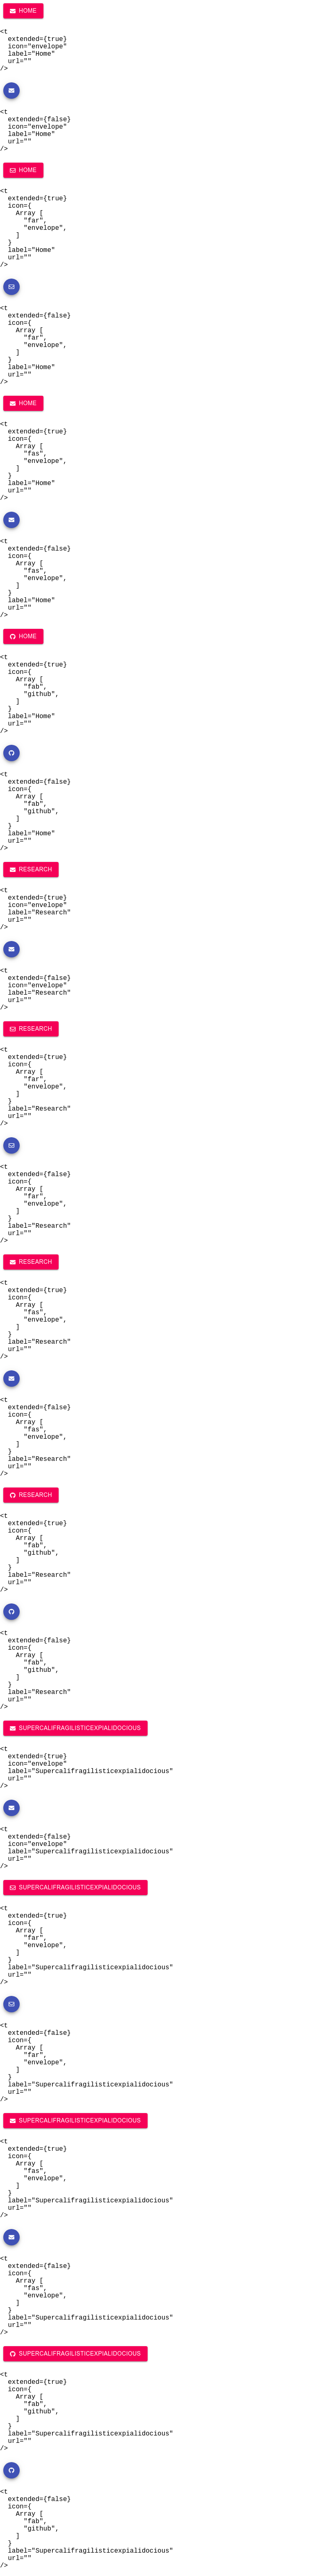 HOME
<t
extended={true}
icon="envelope"
label="Home"
url=""
/>
<t
extended={false}
icon="envelope"
label="Home"
url=""
/>
HOME
<t
extended={true}
icon={
Array [
"far",
"envelope",
]
}
label="Home"
url=""
/>
<t
extended={false}
icon={
Array [
"far",
"envelope",
]
}
label="Home"
url=""
/>
HOME
<t
extended={true}
icon={
Array [
"fas",
"envelope",
]
}
label="Home"
url=""
/>
<t
extended={false}
icon={
Array [
"fas",
"envelope",
]
}
label="Home"
url=""
/>
HOME
<t
extended={true}
icon={
Array [
"fab",
"github",
]
}
label="Home"
url=""
/>
<t
extended={false}
icon={
Array [
"fab",
"github",
]
}
label="Home"
url=""
/>
RESEARCH
<t
extended={true}
icon="envelope"
label="Research"
url=""
/>
<t
extended={false}
icon="envelope"
label="Research"
url=""
/>
RESEARCH
<t
extended={true}
icon={
Array [
"far",
"envelope",
]
}
label="Research"
url=""
/>
<t
extended={false}
icon={
Array [
"far",
"envelope",
]
}
label="Research"
url=""
/>
RESEARCH
<t
extended={true}
icon={
Array [
"fas",
"envelope",
]
}
label="Research"
url=""
/>
<t
extended={false}
icon={
Array [
"fas",
"envelope",
]
}
label="Research"
url=""
/>
RESEARCH
<t
extended={true}
icon={
Array [
"fab",
"github",
]
}
label="Research"
url=""
/>
<t
extended={false}
icon={
Array [
"fab",
"github",
]
}
label="Research"
url=""
/>
SUPERCALIFRAGILISTICEXPIALIDOCIOUS
<t
extended={true}
icon="envelope"
label="Supercalifragilisticexpialidocious"
url=""
/>
<t
extended={false}
icon="envelope"
label="Supercalifragilisticexpialidocious"
url=""
/>
SUPERCALIFRAGILISTICEXPIALIDOCIOUS
<t
extended={true}
icon={
Array [
"far",
"envelope",
]
}
label="Supercalifragilisticexpialidocious"
url=""
/>
<t
extended={false}
icon={
Array [
"far",
"envelope",
]
}
label="Supercalifragilisticexpialidocious"
url=""
/>
SUPERCALIFRAGILISTICEXPIALIDOCIOUS
<t
extended={true}
icon={
Array [
"fas",
"envelope",
]
}
label="Supercalifragilisticexpialidocious"
url=""
/>
<t
extended={false}
icon={
Array [
"fas",
"envelope",
]
}
label="Supercalifragilisticexpialidocious"
url=""
/>
SUPERCALIFRAGILISTICEXPIALIDOCIOUS
<t
extended={true}
icon={
Array [
"fab",
"github",
]
}
label="Supercalifragilisticexpialidocious"
url=""
/>
<t
extended={false}
icon={
Array [
"fab",
"github",
]
}
label="Supercalifragilisticexpialidocious"
url=""
/>